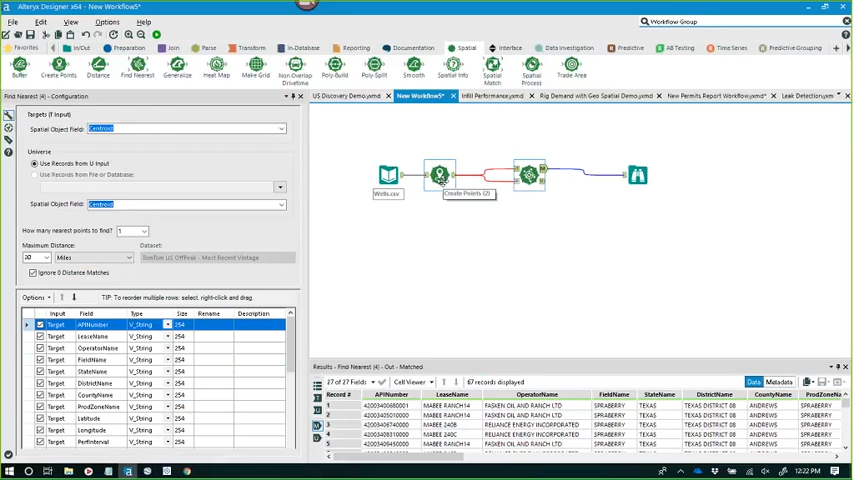 Alteryx Designer x64 - New Workflow5*
File Edit View Options Help
Workflow Group
Favorites In/Out Preparation Join Parse Transform In-Database Reporting Documentation Spatial Interface Data Investigation Predictive AB Testing Time Series Predictive Grouping
Buffer Create Points Distance Find Nearest Generalize Heat Map Make Grid Non Overlap Drivetime Poly-Build Poly-Split Smooth Spatial Info Spatial Match Spatial Process Trade Area
Find Nearest (4) - Configuration
US Discovery Demo.yxmd New Workflow5* Infill Performance.yxmd Rig Demand with Geo Spatial Demo.yxmd New Permits Report Workflow.yxmd* Leak Detection.yxmd
Targets (T Input)
Spatial Object Field: Centroid
Universe
Use Records from U Input
Use Records from File or Database:
Spatial Object Field: Centroid
Wells.csv
Create Points (2)
How many nearest points to find? 1
Maximum Distance: Dataset:
20 Miles TomTom US OffPeak - Most Recent Vintage
Ignore 0 Distance Matches
Options TIP: To reorder multiple rows: select, right-click and drag.
Input Field Type Size Rename Description
Target APINumber V_String 254
Target LeaseName V_String 254
Target OperatorName V_String 254
Target FieldName V_String 254
Target StateName V_String 254
Target DistrictName V_String 254
Target CountyName V_String 254
Target ProdZoneName V_String 254
Target Latitude V_String 254
Target Longitude V_String 254
Target PerfInterval V_String 254
Results - Find Nearest (4) - Out - Matched
27 of 27 Fields Cell Viewer 67 records displayed Data Metadata
Record # APINumber LeaseName OperatorName FieldName StateName DistrictName CountyName ProdZoneNa
1 42003400680001 MABEE RANCH14 FASKEN OIL AND RANCH LTD SPRABERRY TEXAS TEXAS DISTRICT 08 ANDREWS SPRABERRY
2 42003400810001 MABEE RANCH14 FASKEN OIL AND RANCH LTD SPRABERRY TEXAS TEXAS DISTRICT 08 ANDREWS SPRABERRY
3 42003406740000 MABEE 240B RELIANCE ENERGY INCORPORATED SPRABERRY TEXAS TEXAS DISTRICT 08 ANDREWS SPRABERRY
4 42003408310000 MABEE 240C RELIANCE ENERGY INCORPORATED SPRABERRY TEXAS TEXAS DISTRICT 08 ANDREWS SPRABERRY
5 42003409450000 MABEE RANCH14 FASKEN OIL AND RANCH LTD SPRABERRY TEXAS TEXAS DISTRICT 08 ANDREWS SPRABERRY
12:22 PM